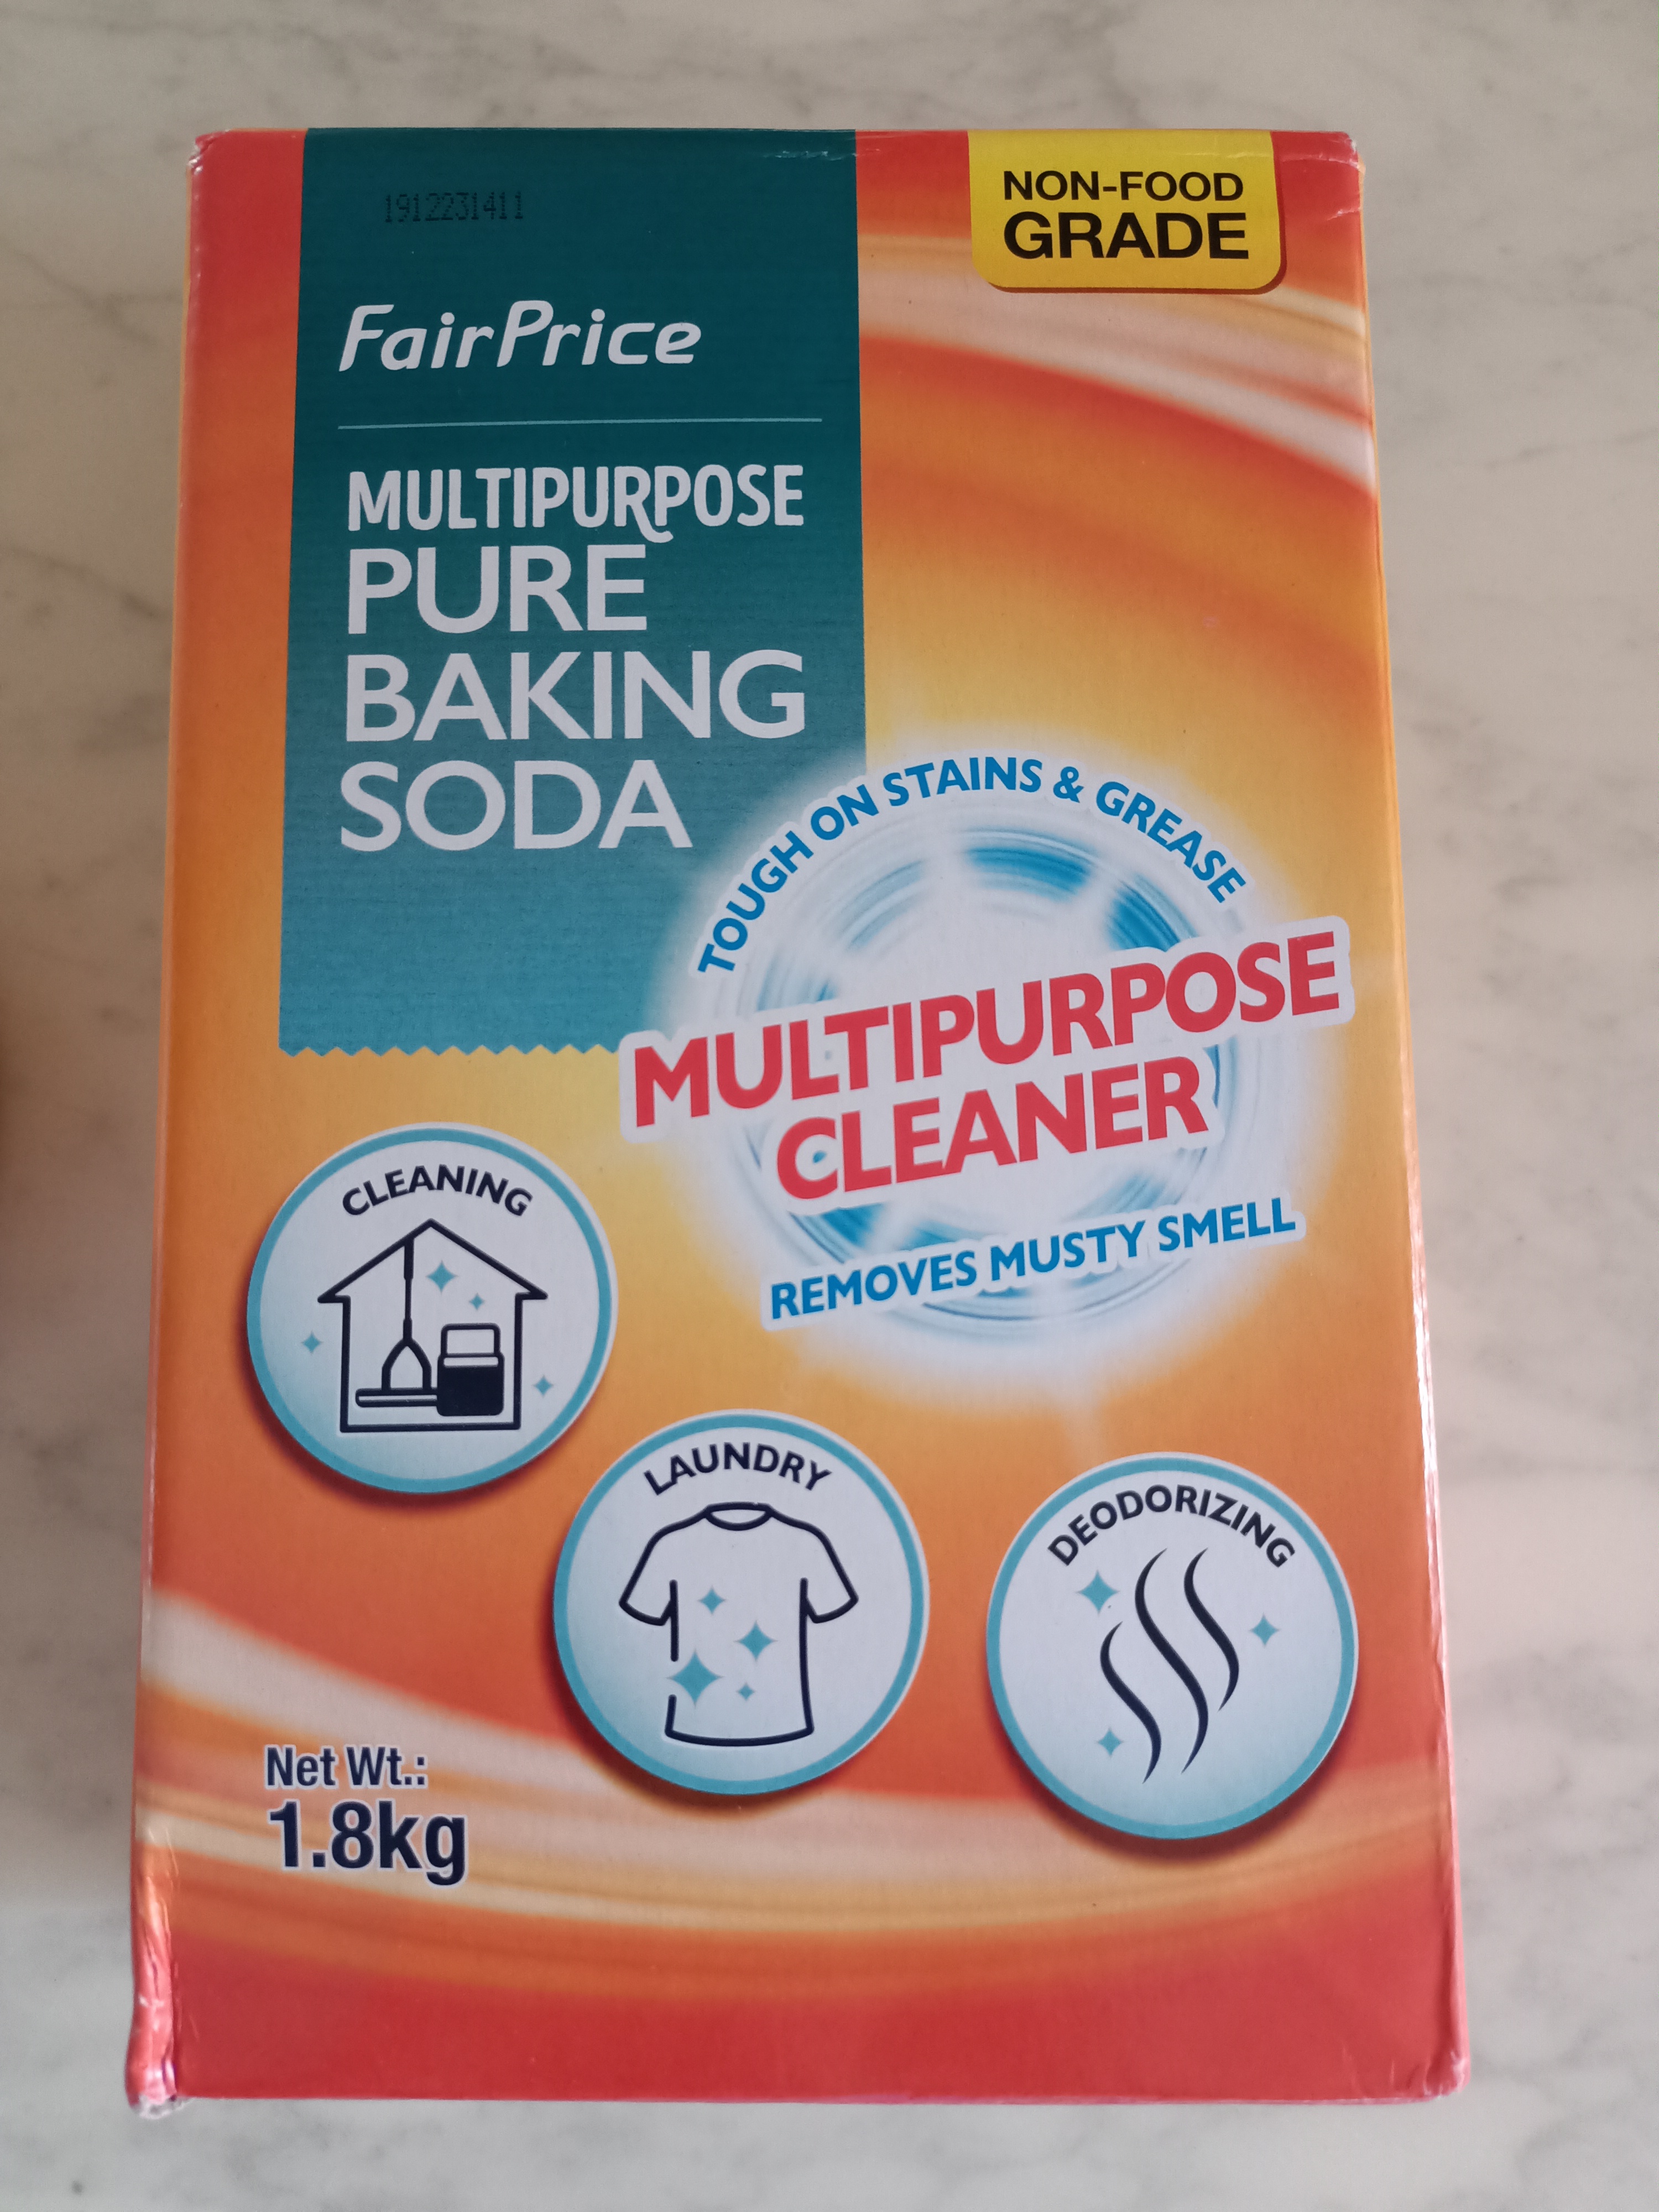 1912231411
NON-FOOD
GRADE
FairPrice
MULTIPURPOSE
PURE
BAKING
SODA
TOUGH ON STAINS & GREASE
MULTIPURPOSE
CLEANER
REMOVES MUSTY SMELL
CLEANING
LAUNDRY
DEODORIZING
Net Wt.:
1.8kg